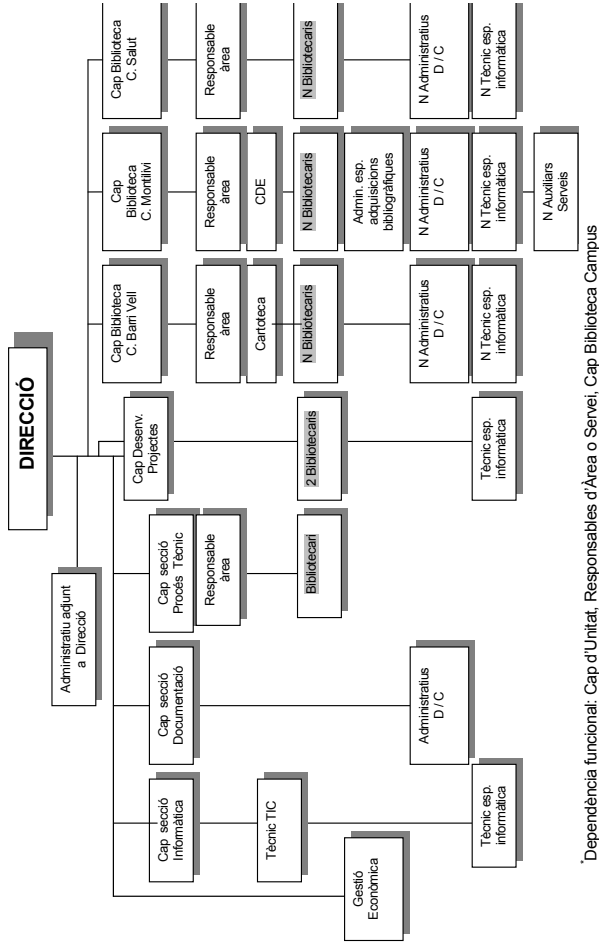 DIRECCIÓ
Administratiu adjunt
a Direcció
Gestió
Econòmica
Cap secció
Informàtica
Tècnic TIC
Tècnic esp.
informàtica
Cap secció
Documentació
Administratius
D / C
Cap secció
Procés Tècnic
Responsable
àrea
Bibliotecari
Cap Desenv.
Projectes
2 Bibliotecaris
Tècnic esp.
informàtica
Cap Biblioteca
C. Barri Vell
Responsable
àrea
Cartoteca
N Bibliotecaris
N Administratius
D / C
N Tècnic esp.
informàtica
Cap
Biblioteca
C. Montilivi
Responsable
àrea
CDE
N Bibliotecaris
Admin. esp.
adquisicions
bibliogràfiques
N Administratius
D / C
N Tècnic esp.
informàtica
N Auxiliars
Serveis
Cap Biblioteca
C. Salut
Responsable
àrea
N Bibliotecaris
N Administratius
D / C
N Tècnic esp.
informàtica
*Dependència funcional: Cap d'Unitat, Responsables d'Àrea o Servei, Cap Biblioteca Campus